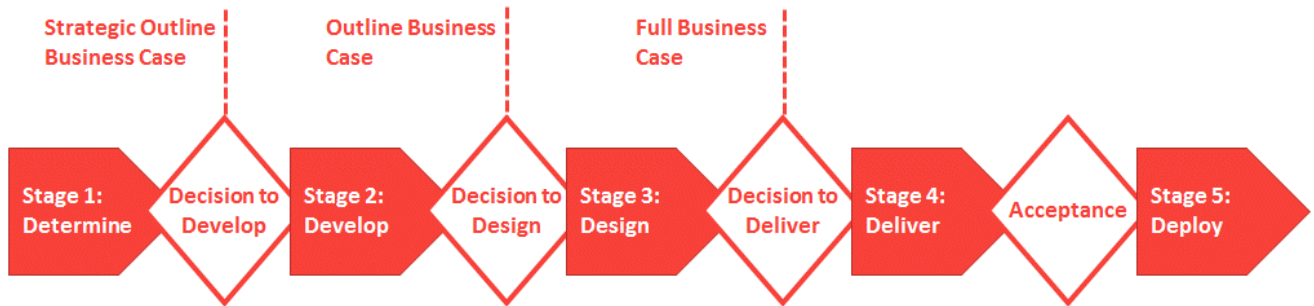 Strategic Outline
Business Case
Outline Business
Case
Full Business
Case
Stage 1:
Determine
Decision to
Develop
Stage 2:
Develop
Decision to
Design
Stage 3:
Design
Decision to
Deliver
Stage 4:
Deliver
Acceptance
Stage 5:
Deploy